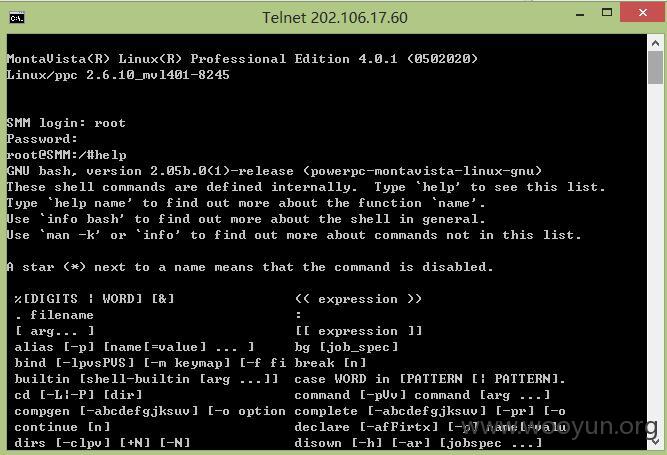 Telnet 202.106.17.60
MontaVista(R) Linux(R) Professional Edition 4.0.1 (0502020)
Linux/ppc 2.6.10_mvl401-8245
SMM login: root
Password:
root@SMM:/#help
GNU bash, version 2.05b.0(1)-release (powerpc-montavista-linux-gnu)
These shell commands are defined internally.  Type `help' to see this list.
Type `help name' to find out more about the function `name'.
Use `info bash' to find out more about the shell in general.
Use `man -k' or `info' to find out more about commands not in this list.
A star (*) next to a name means that the command is disabled.
%[DIGITS ¦ WORD] [&] (( expression ))
. filename :
[ arg... ] [[ expression ]]
alias [-p] [name[=value] ... ] bg [job_spec]
bind [-lpvsPVS] [-m keymap] [-f fi break [n]
builtin [shell-builtin [arg ...]] case WORD in [PATTERN [¦ PATTERN].
cd [-L¦-P] [dir] command [-pVv] command [arg ...]
compgen [-abcdefgjksuv] [-o option complete [-abcdefgjksuv] [-pr] [-o
continue [n] declare [-afFirtx] [-p] name[=valu
dirs [-clpv] [+N] [-N] disown [-h] [-ar] [jobspec ...]
www.wooyun.org